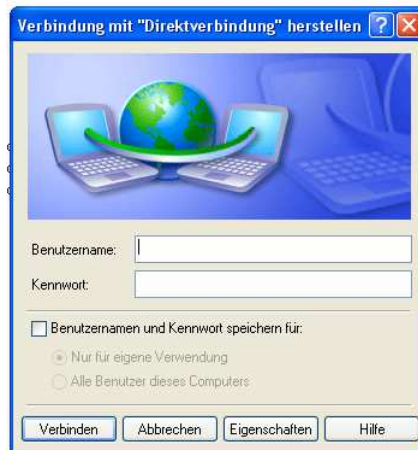 Verbindung mit "Direktverbindung" herstellen
Benutzername:
Kennwort:
Benutzernamen und Kennwort speichern für:
Nur für eigene Verwendung
Alle Benutzer dieses Computers
Verbinden Abbrechen Eigenschaften Hilfe